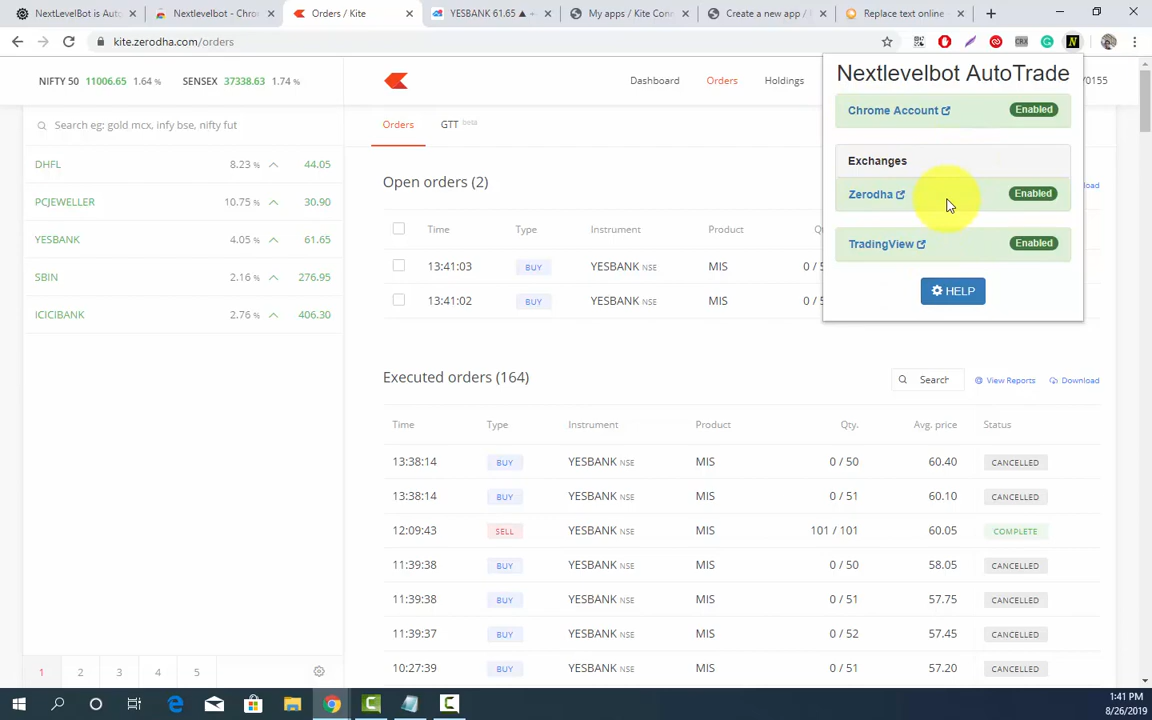 NextLevelBot is Auto
Nextlevelbot - Chro
Orders / Kite
YESBANK 61.65 ▲ +
My apps / Kite Conn
Create a new app /
Replace text online
kite.zerodha.com/orders
NIFTY 50 11006.65 1.64 %
SENSEX 37338.63 1.74 %
Dashboard
Orders
Holdings
0155
Nextlevelbot AutoTrade
Chrome Account
Enabled
Exchanges
Zerodha
Enabled
TradingView
Enabled
HELP
Search eg: gold mcx, infy bse, nifty fut
DHFL 8.23 % 44.05
PCJEWELLER 10.75 % 30.90
YESBANK 4.05 % 61.65
SBIN 2.16 % 276.95
ICICIBANK 2.76 % 406.30
1 2 3 4 5
Orders
GTT beta
Open orders (2)
Time Type Instrument Product
13:41:03 BUY YESBANK NSE MIS
13:41:02 BUY YESBANK NSE MIS
Executed orders (164)
Search
View Reports
Download
Time Type Instrument Product Qty. Avg. price Status
13:38:14 BUY YESBANK NSE MIS 0 / 50 60.40 CANCELLED
13:38:14 BUY YESBANK NSE MIS 0 / 51 60.10 CANCELLED
12:09:43 SELL YESBANK NSE MIS 101 / 101 60.05 COMPLETE
11:39:38 BUY YESBANK NSE MIS 0 / 50 58.05 CANCELLED
11:39:38 BUY YESBANK NSE MIS 0 / 51 57.75 CANCELLED
11:39:37 BUY YESBANK NSE MIS 0 / 52 57.45 CANCELLED
10:27:39 BUY YESBANK NSE MIS 0 / 51 57.20 CANCELLED
1:41 PM
8/26/2019